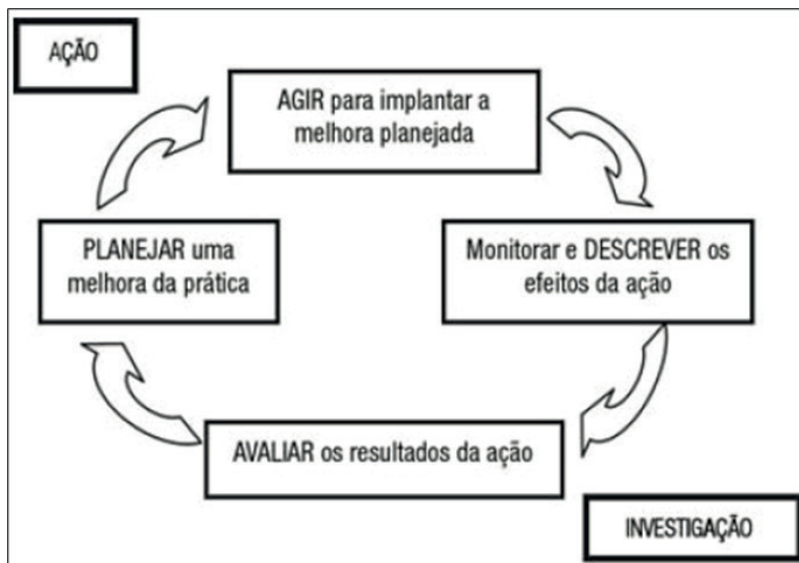 AÇÃO
AGIR para implantar a
melhora planejada
PLANEJAR uma
melhora da prática
Monitorar e DESCREVER os
efeitos da ação
AVALIAR os resultados da ação
INVESTIGAÇÃO